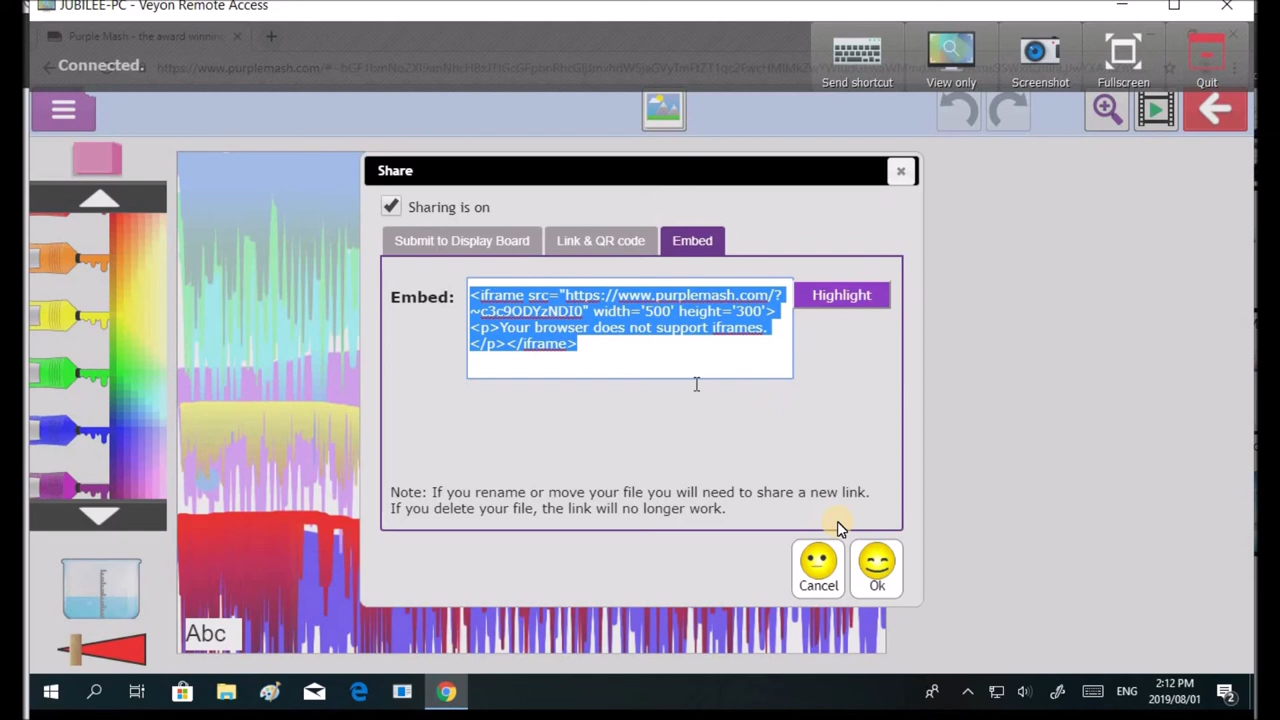 JUBILEE-PC - Veyon Remote Access
Purple Mash - the award winnin
Connected.
Send shortcut
View only
Screenshot
Fullscreen
Quit
Share
Sharing is on
Submit to Display Board
Link & QR code
Embed
Embed:
<iframe src="https://www.purplemash.com/?
~c3c9ODYzNDI0" width='500' height='300'>
<p>Your browser does not support iframes.
</p></iframe>
Highlight
Note: If you rename or move your file you will need to share a new link.
If you delete your file, the link will no longer work.
Cancel
Ok
Abc
ENG
2:12 PM
2019/08/01
2